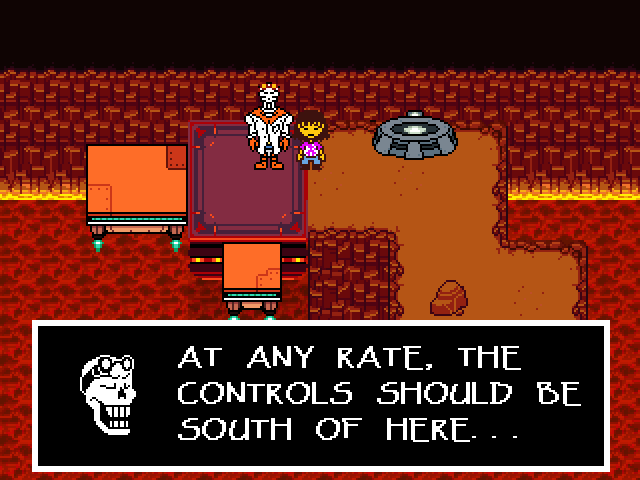 AT ANY RATE, THE
CONTROLS SHOULD BE
SOUTH OF HERE...